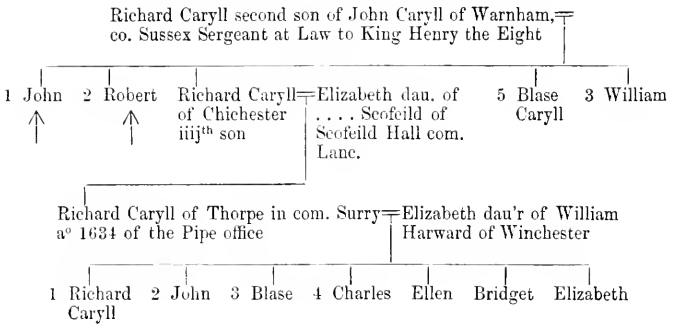 Richard Caryll second son of John Caryll of Warnham,
co. Sussex Sergeant at Law to King Henry the Eight
1 John 2 Robert Richard Caryll Elizabeth dau. of 5 Blase 3 William
of Chichester .... Scofeild of Caryll
iiijth son Scofeild Hall com.
Lanc.
Richard Caryll of Thorpe in com. Surry Elizabeth dau'r of William
ao 1634 of the Pipe office Harward of Winchester
1 Richard 2 John 3 Blase 4 Charles Ellen Bridget Elizabeth
Caryll